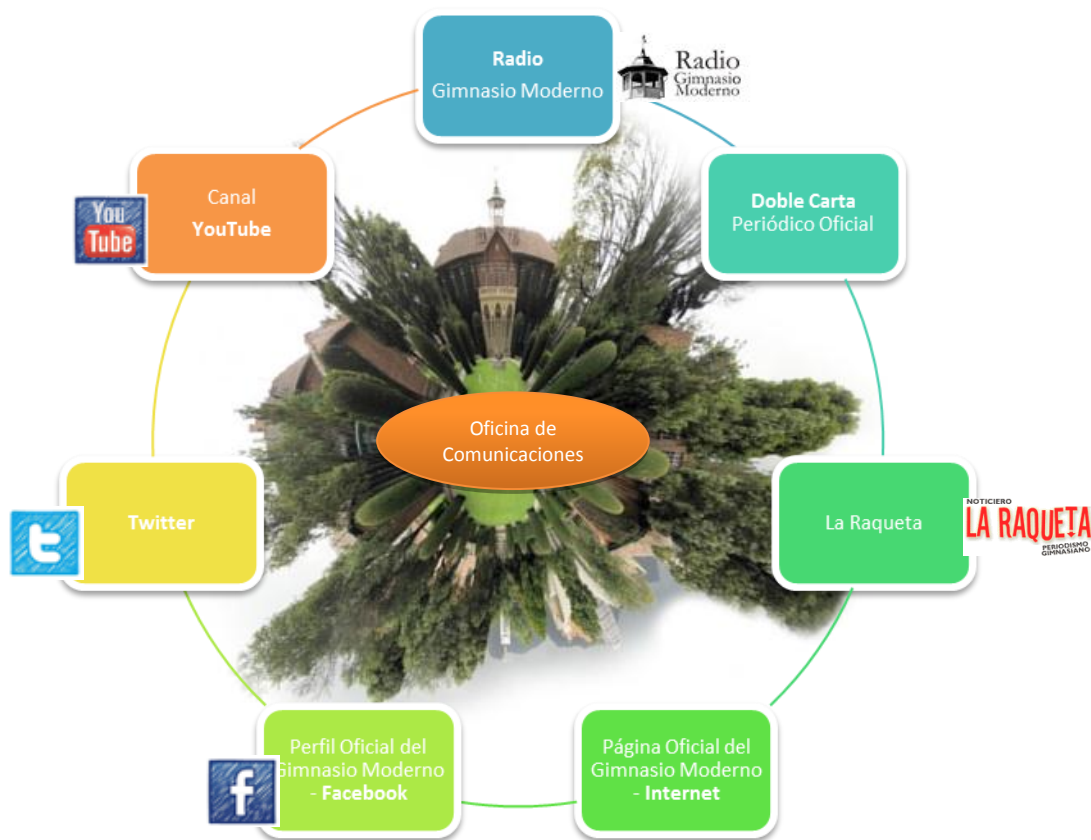 Radio
Gimnasio Moderno
Radio
Gimnasio
Moderno
Doble Carta
Periódico Oficial
La Raqueta
NOTICIERO
LA RAQUETA
PERIODISMO
GIMNASIANO
Página Oficial del
Gimnasio Moderno
- Internet
Perfil Oficial del
Gimnasio Moderno
- Facebook
f
Twitter
t
Canal
YouTube
You
Tube
Oficina de
Comunicaciones